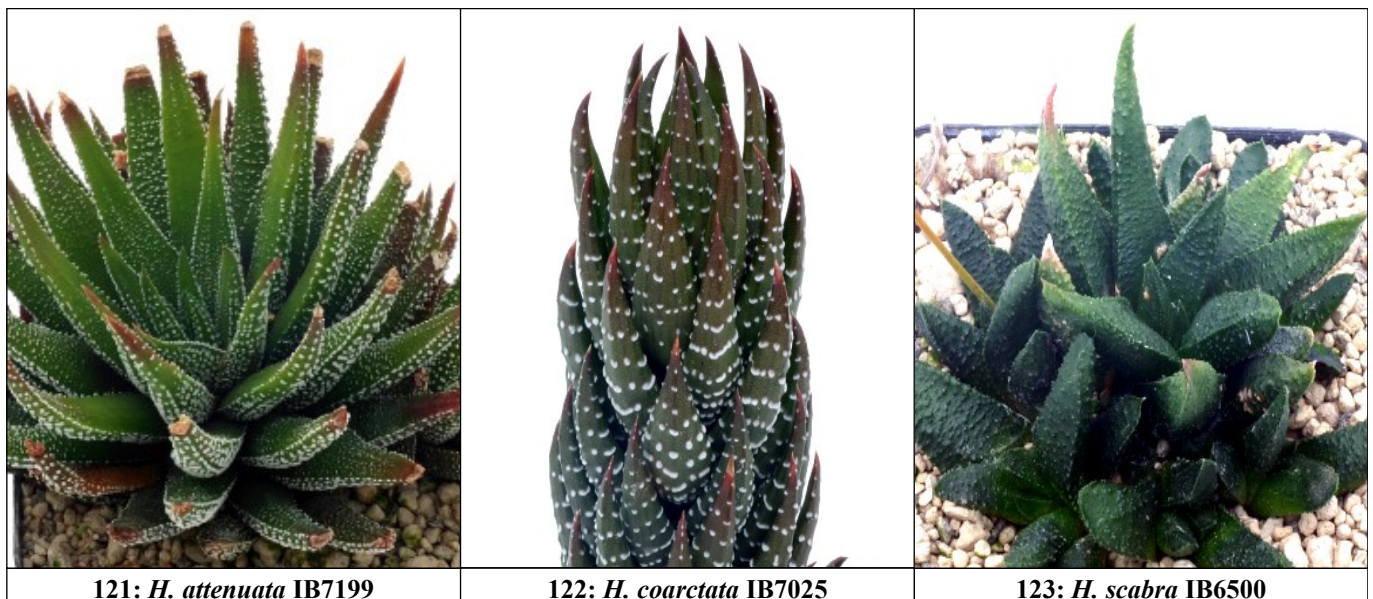 121: H. attenuata IB7199
122: H. coarctata IB7025
123: H. scabra IB6500